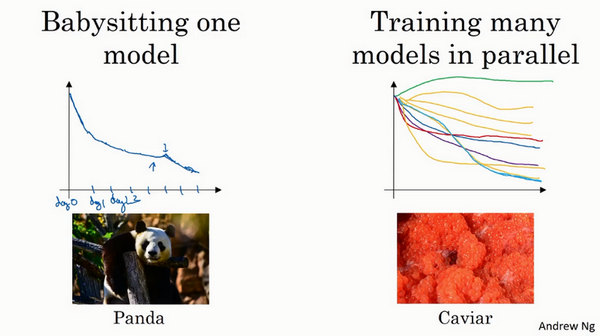 Babysitting one
model
Training many
models in parallel
day 0
day 1
day 2
Panda
Caviar
Andrew Ng